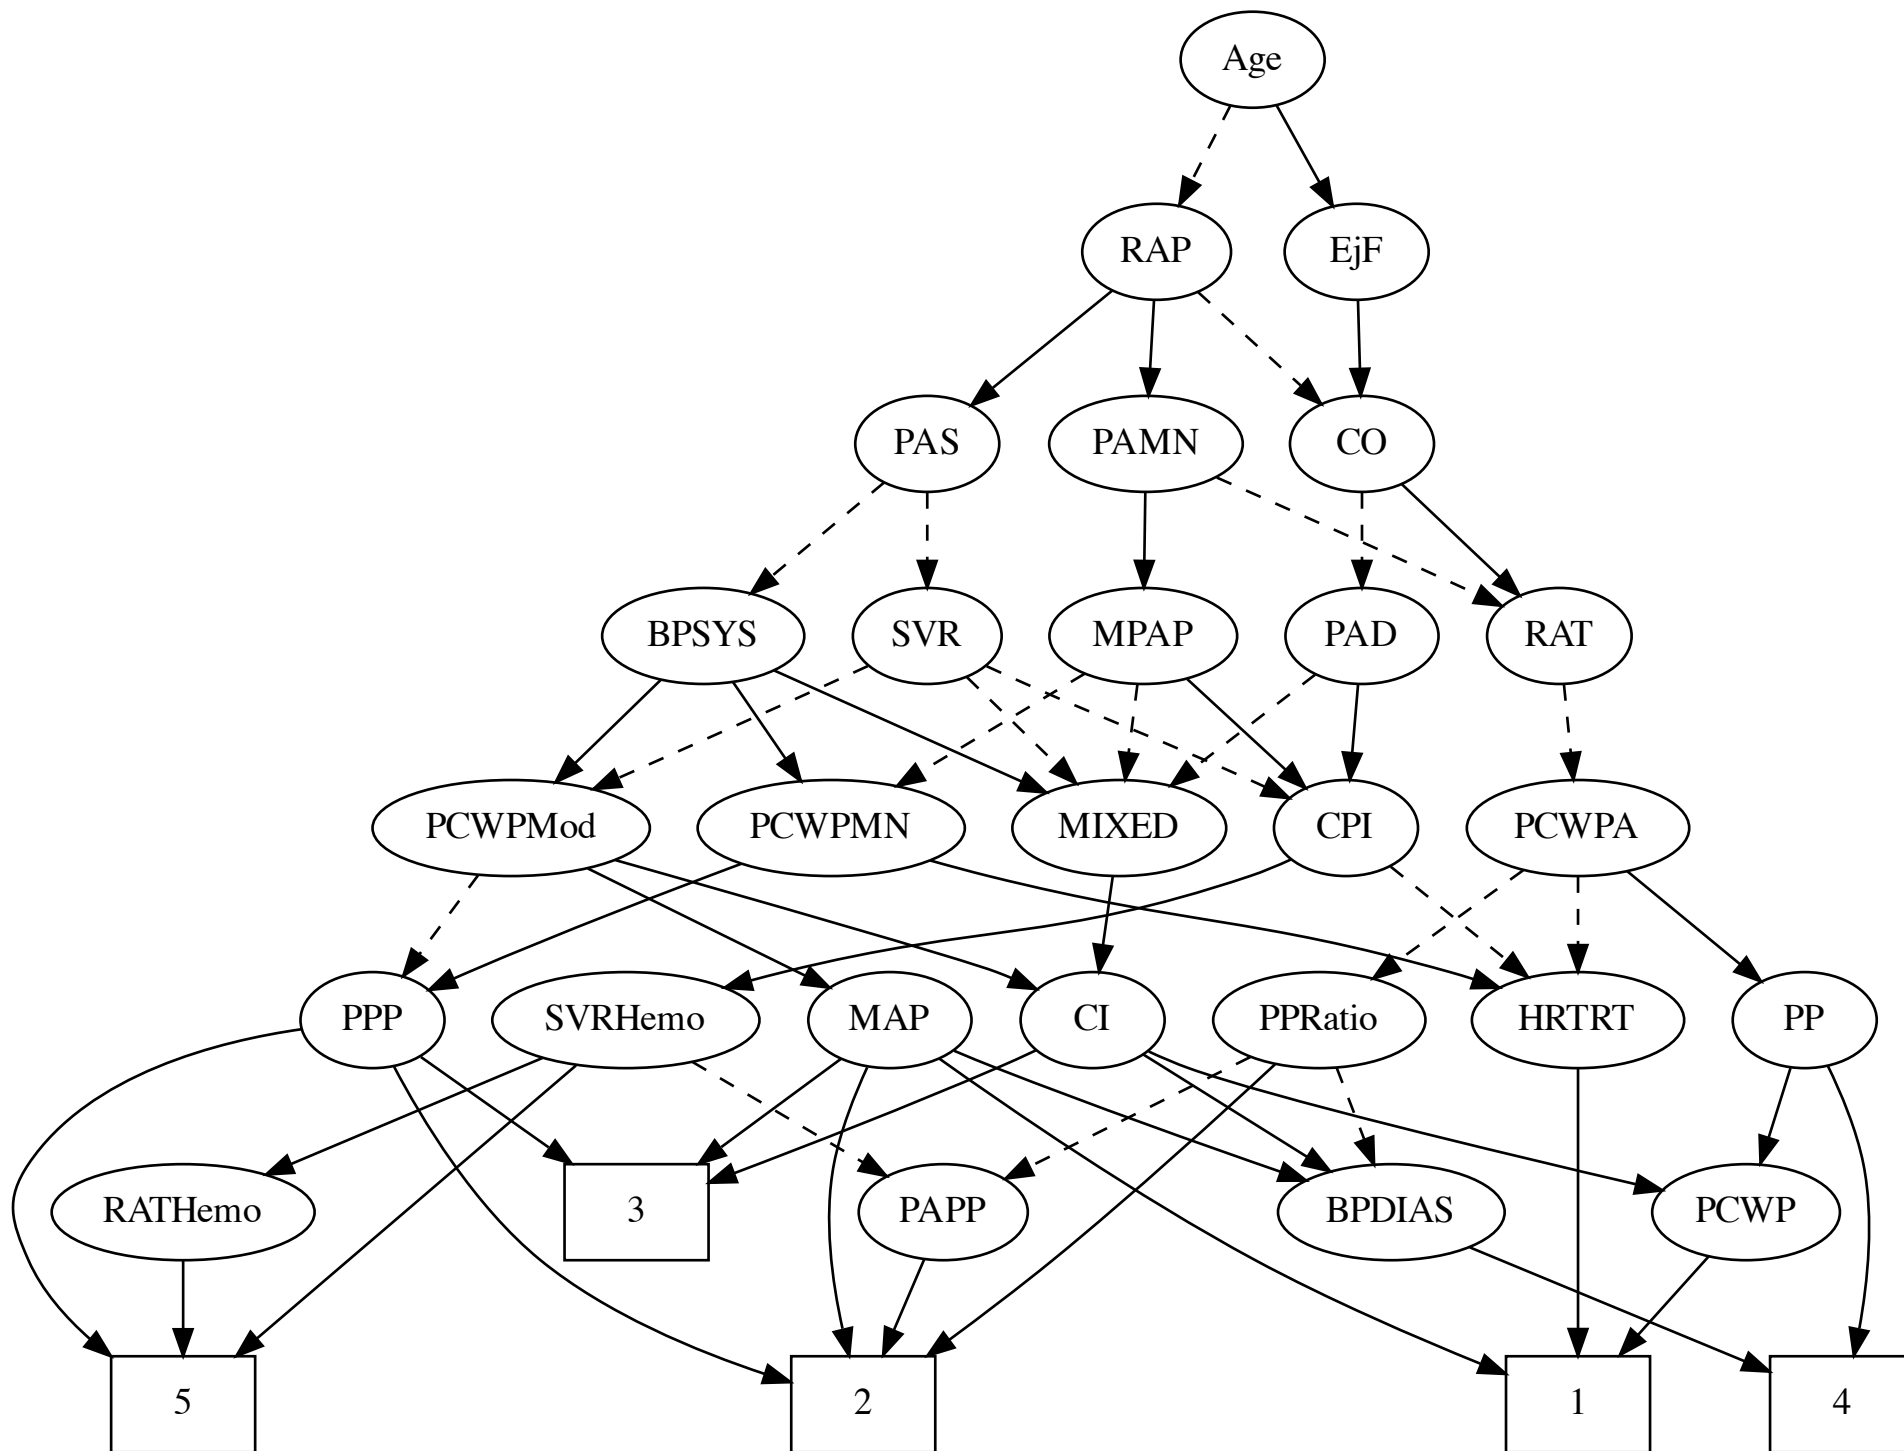 Age
RAP
EjF
PAS
PAMN
CO
BPSYS
SVR
MPAP
PAD
RAT
PCWPMod
PCWPMN
MIXED
CPI
PCWPA
PPP
SVRHemo
MAP
CI
PPRatio
HRTRT
PP
RATHemo
3
PAPP
BPDIAS
PCWP
5
2
1
4